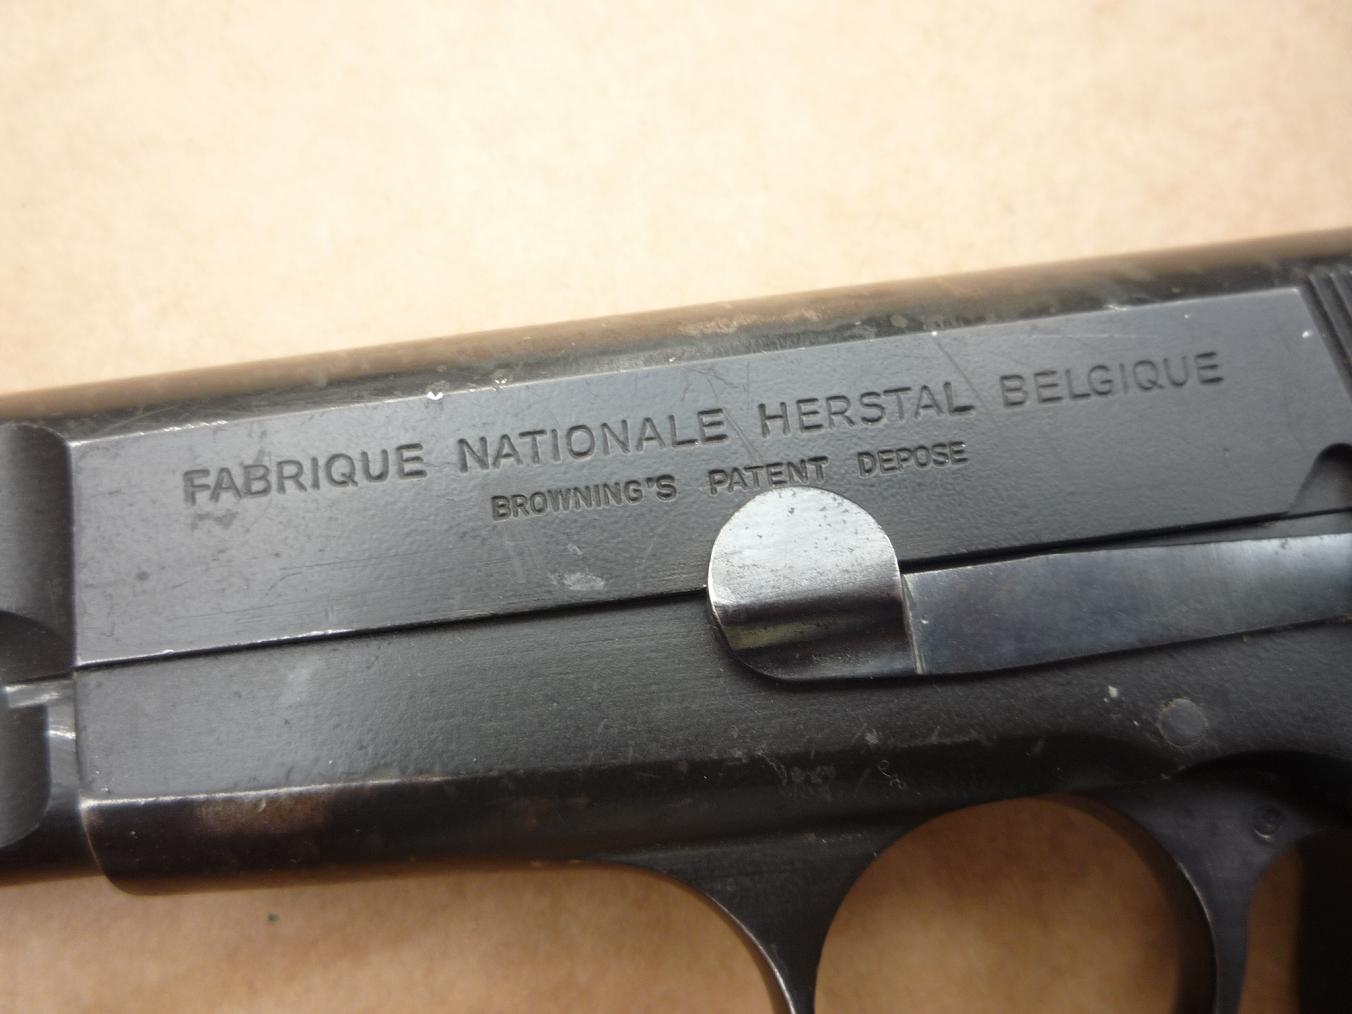 FABRIQUE NATIONALE HERSTAL BELGIQUE
BROWNING'S PATENT DEPOSE